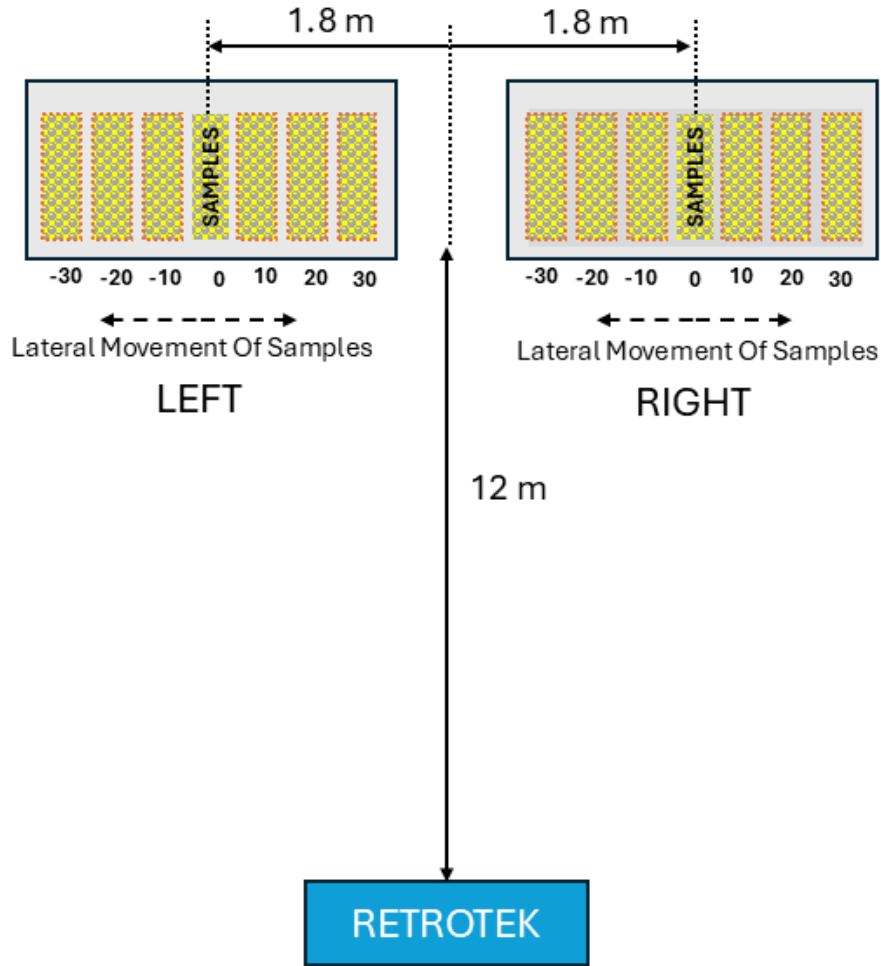 1.8 m 1.8 m
SAMPLES SAMPLES
-30 -20 -10 0 10 20 30
-30 -20 -10 0 10 20 30
Lateral Movement Of Samples
Lateral Movement Of Samples
LEFT
RIGHT
12 m
RETROTEK